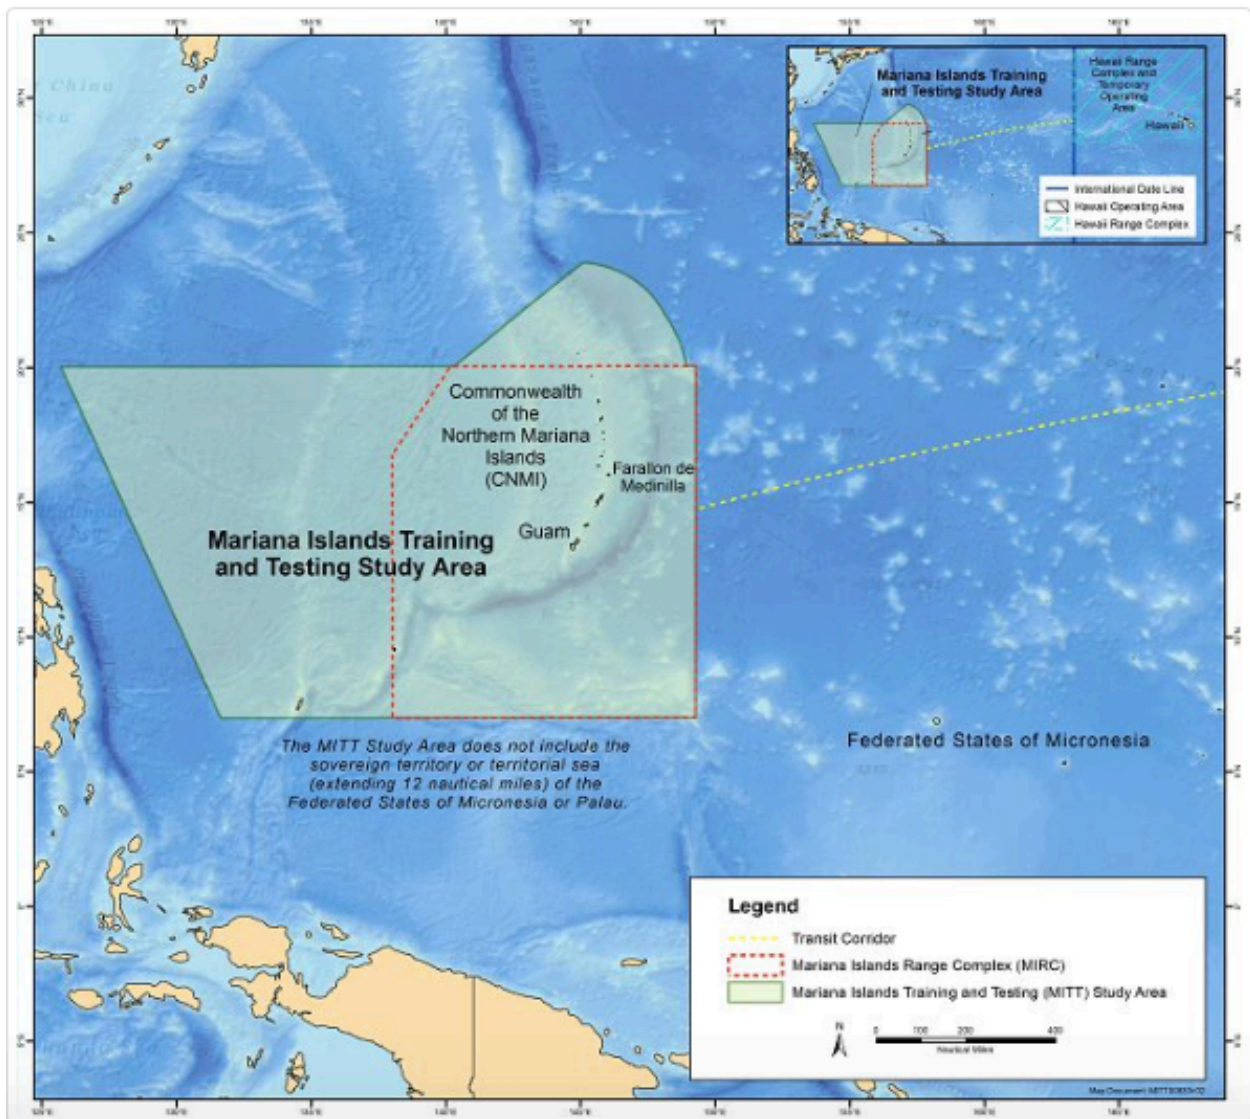 China
Sea
Mariana Islands Training
and Testing Study Area
Hawaii Range
Complex and
Temporary
Operating
Area
Hawaii
International Date Line
Hawaii Operating Area
Hawaii Range Complex
Commonwealth
of the
Northern Mariana
Islands
(CNMI)
Farallon de
Medinilla
Guam
Mariana Islands Training
and Testing Study Area
The MITT Study Area does not include the
sovereign territory or territorial sea
(extending 12 nautical miles) of the
Federated States of Micronesia or Palau.
Federated States of Micronesia
Legend
Transit Corridor
Mariana Islands Range Complex (MIRC)
Mariana Islands Training and Testing (MITT) Study Area
N
0 100 200 400
Nautical Miles